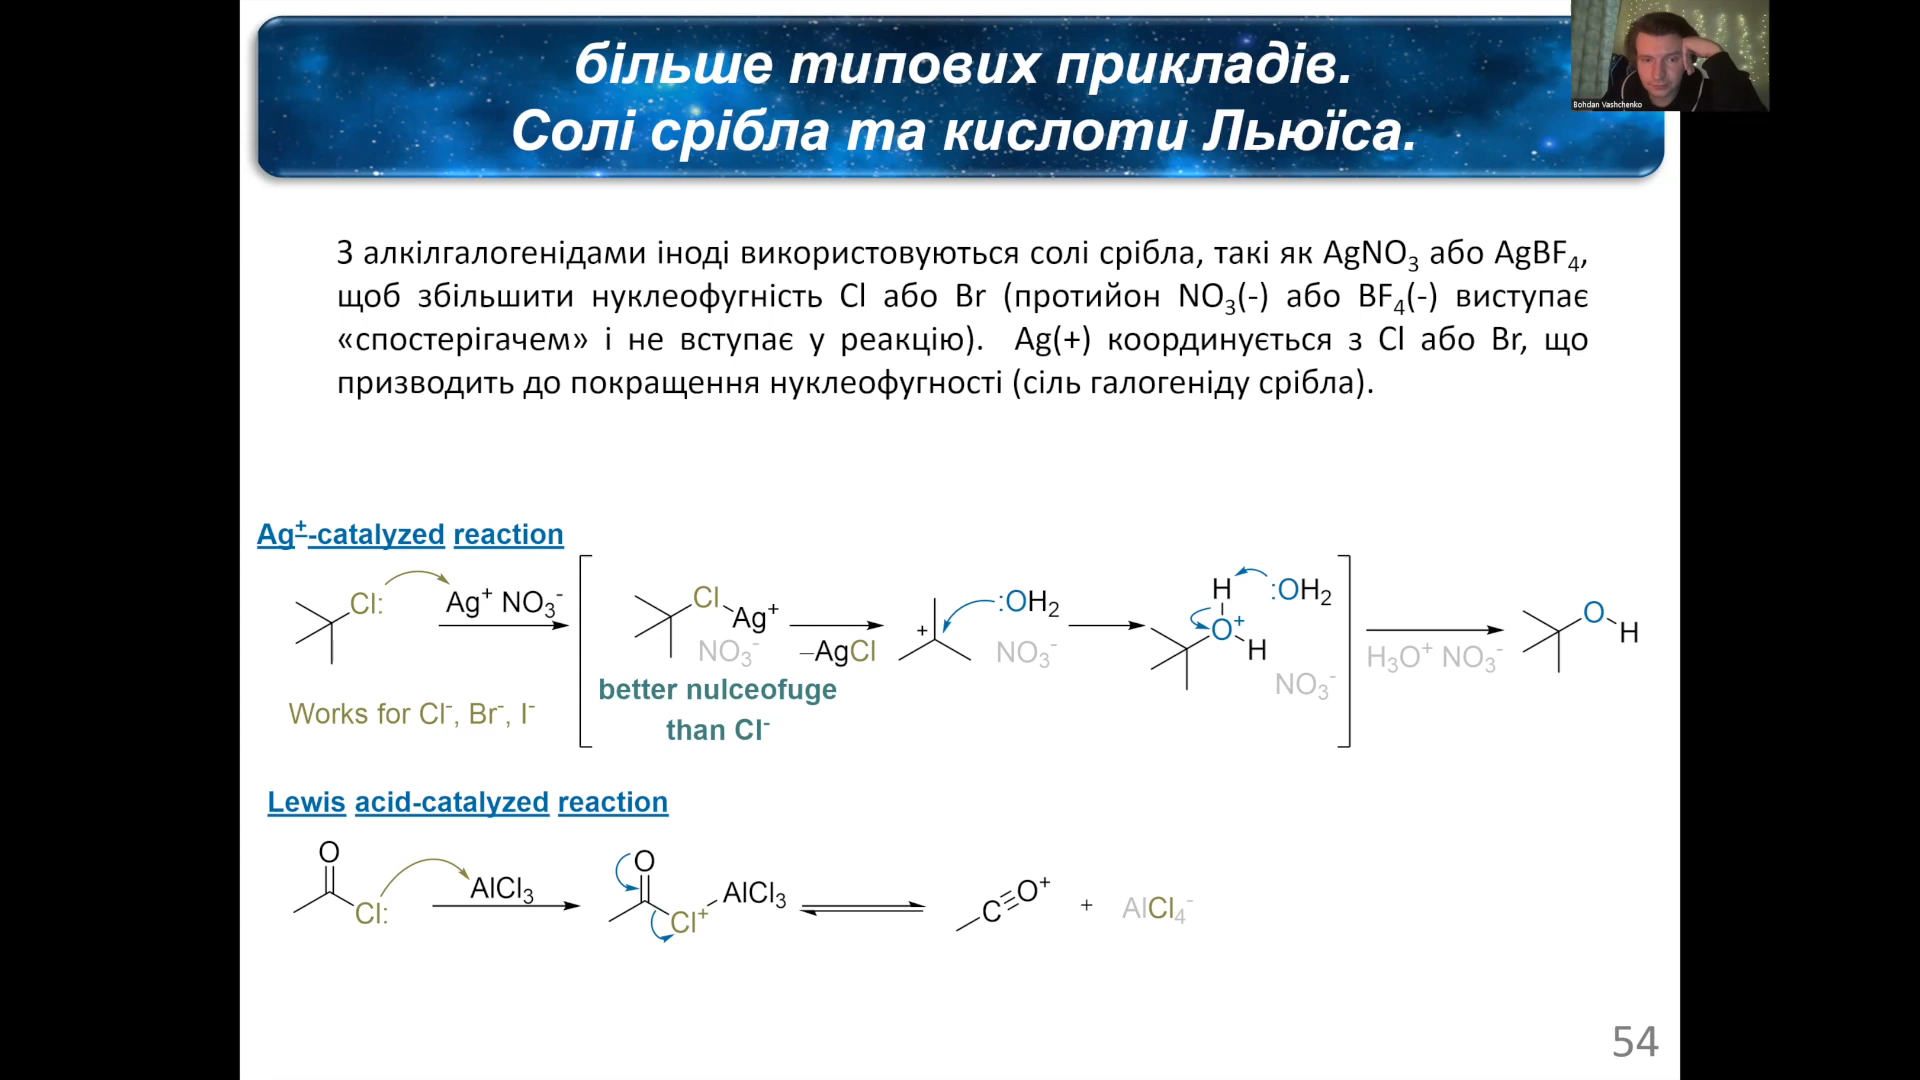 більше типових прикладів.
Солі срібла та кислоти Льюїса.
Bohdan Vashchenko
З алкілгалогенідами іноді використовуються солі срібла, такі як AgNO3 або AgBF4,
щоб збільшити нуклеофугність Cl або Br (протийон NO3(-) або BF4(-) виступає
«спостерігачем» і не вступає у реакцію). Ag(+) координується з Cl або Br, що
призводить до покращення нуклеофугності (сіль галогеніду срібла).
Ag+-catalyzed reaction
Cl: Ag+ NO3- Cl Ag+ NO3- –AgCl + :OH2 NO3- H :OH2 O+ H NO3- H3O+ NO3- O H
better nulceofuge
than Cl-
Works for Cl-, Br-, I-
Lewis acid-catalyzed reaction
O Cl: AlCl3 O Cl+ AlCl3 C O+ + AlCl4-
54